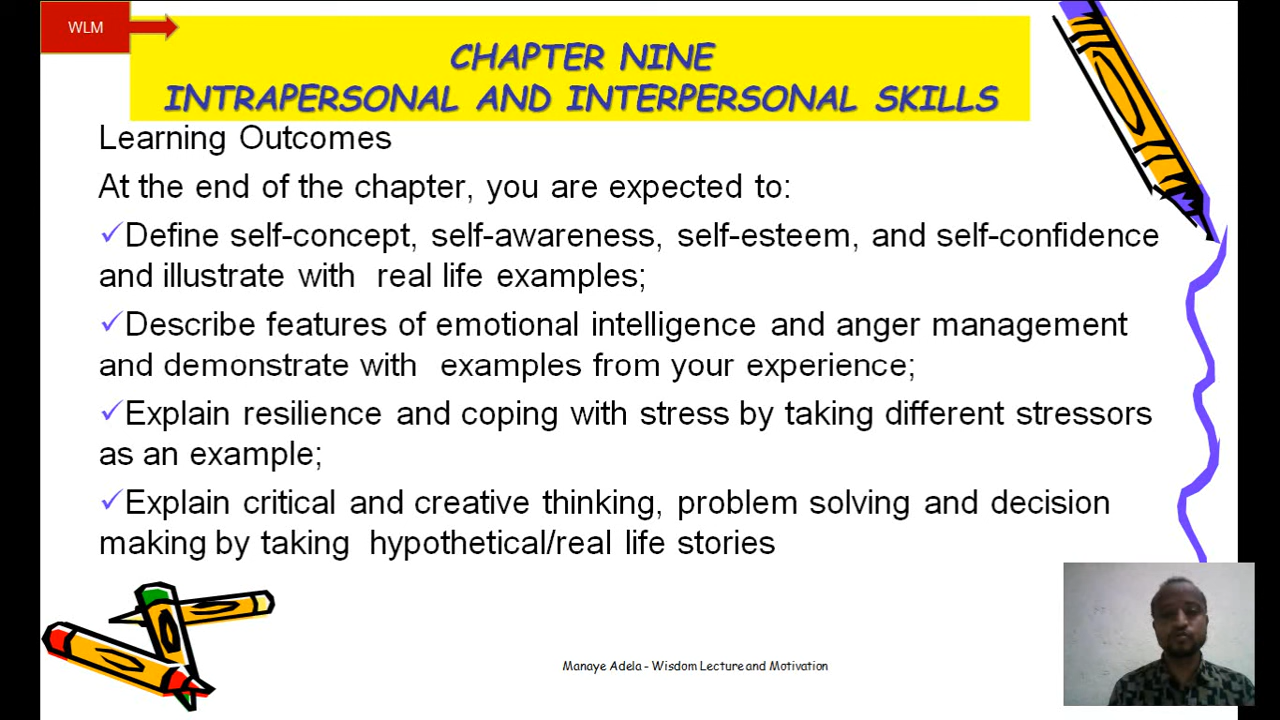 WLM
CHAPTER NINE
INTRAPERSONAL AND INTERPERSONAL SKILLS
Learning Outcomes
At the end of the chapter, you are expected to:
✓Define self-concept, self-awareness, self-esteem, and self-confidence
and illustrate with real life examples;
✓Describe features of emotional intelligence and anger management
and demonstrate with examples from your experience;
✓Explain resilience and coping with stress by taking different stressors
as an example;
✓Explain critical and creative thinking, problem solving and decision
making by taking hypothetical/real life stories
Manaye Adela - Wisdom Lecture and Motivation